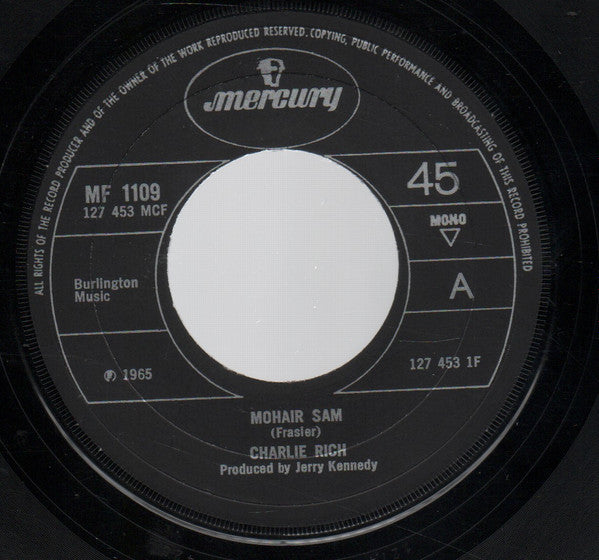 ALL RIGHTS OF THE RECORD PRODUCER AND OF THE OWNER OF THE WORK REPRODUCED RESERVED. COPYING, PUBLIC PERFORMANCE AND BROADCASTING OF THIS RECORD PROHIBITED
mercury
MF 1109
127 453 MCF
45
MONO
Burlington
Music
A
℗ 1965
127 453 1F
MOHAIR SAM
(Frasier)
CHARLIE RICH
Produced by Jerry Kennedy